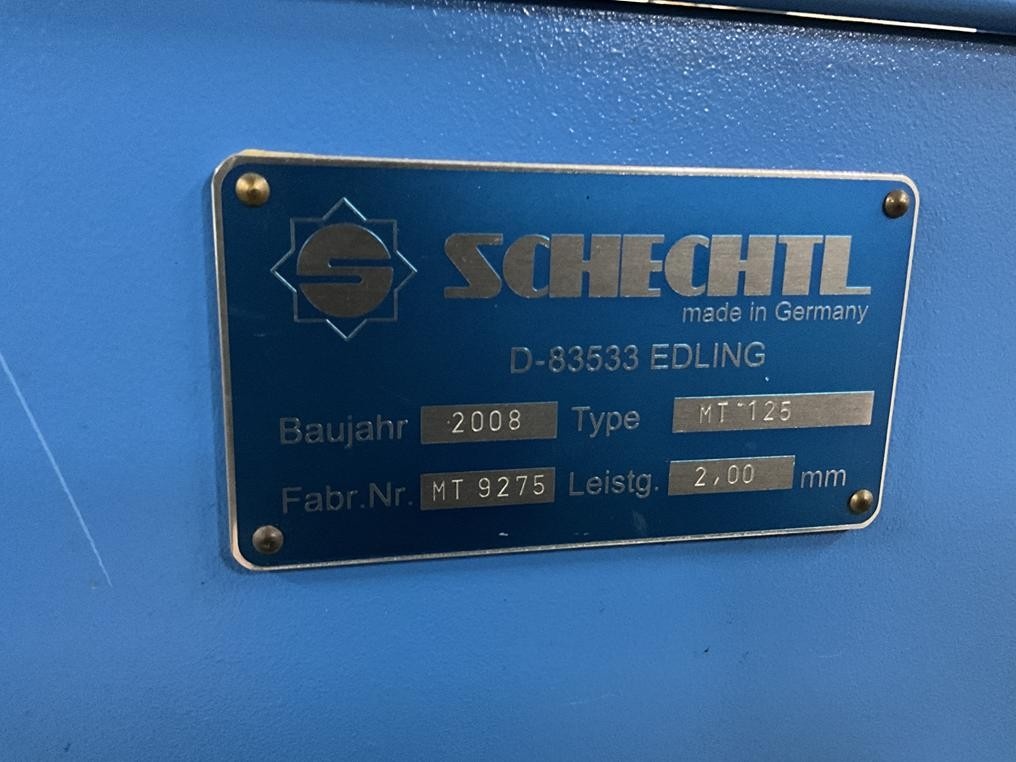 SCHECHTL
made in Germany
D-83533 EDLING
Baujahr 2008 Type MT 125
Fabr.Nr. MT 9275 Leistg. 2,00 mm